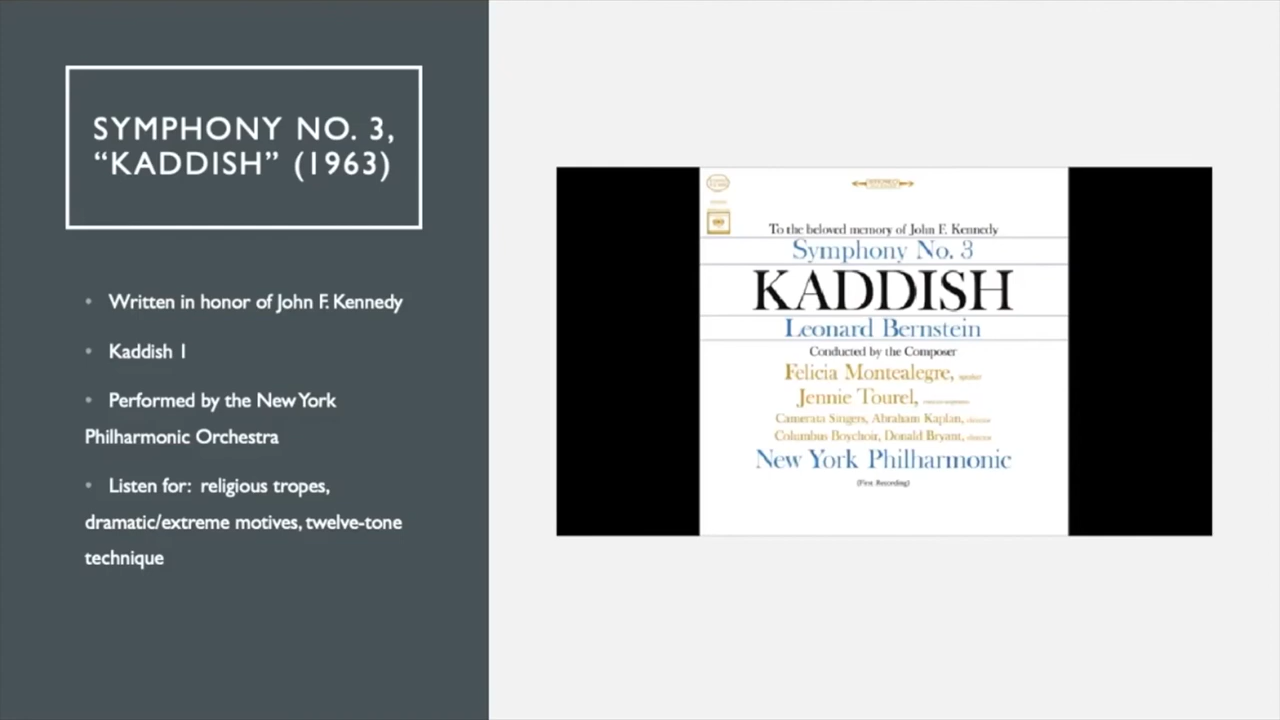 SYMPHONY NO. 3,
“KADDISH” (1963)
• Written in honor of John F. Kennedy
• Kaddish 1
• Performed by the New York
Philharmonic Orchestra
• Listen for: religious tropes,
dramatic/extreme motives, twelve-tone
technique
To the beloved memory of John F. Kennedy
Symphony No. 3
KADDISH
Leonard Bernstein
Conducted by the Composer
Felicia Montealegre, speaker
Jennie Tourel,
Camerata Singers, Abraham Kaplan, director
Columbus Boychoir, Donald Bryant, director
New York Philharmonic
(First Recording)